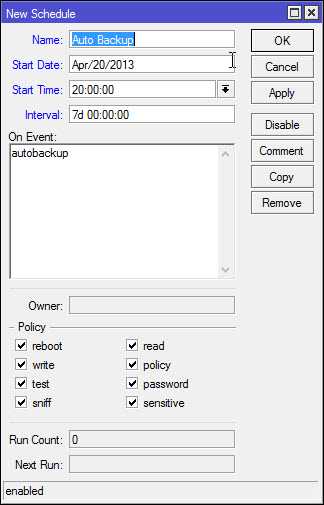 New Schedule
Name: Auto Backup OK
Start Date: Apr/20/2013 Cancel
Start Time: 20:00:00 Apply
Interval: 7d 00:00:00 Disable
On Event:
autobackup
Comment
Copy
Remove
Owner:
Policy
reboot read
write policy
test password
sniff sensitive
Run Count: 0
Next Run:
enabled